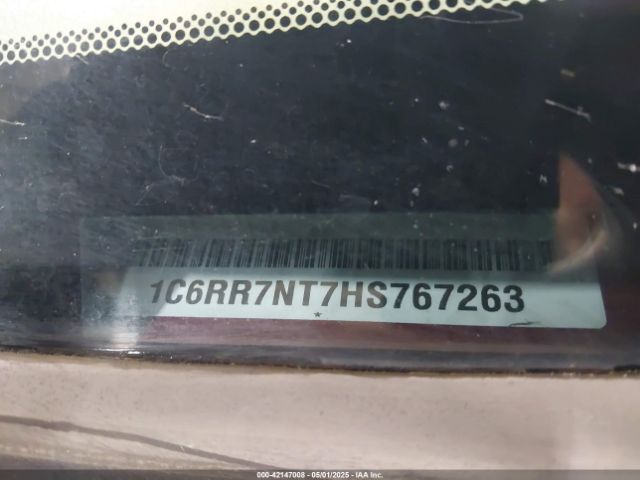 1C6RR7NT7HS767263
000-42147008 - 05/01/2025 - IAA Inc.